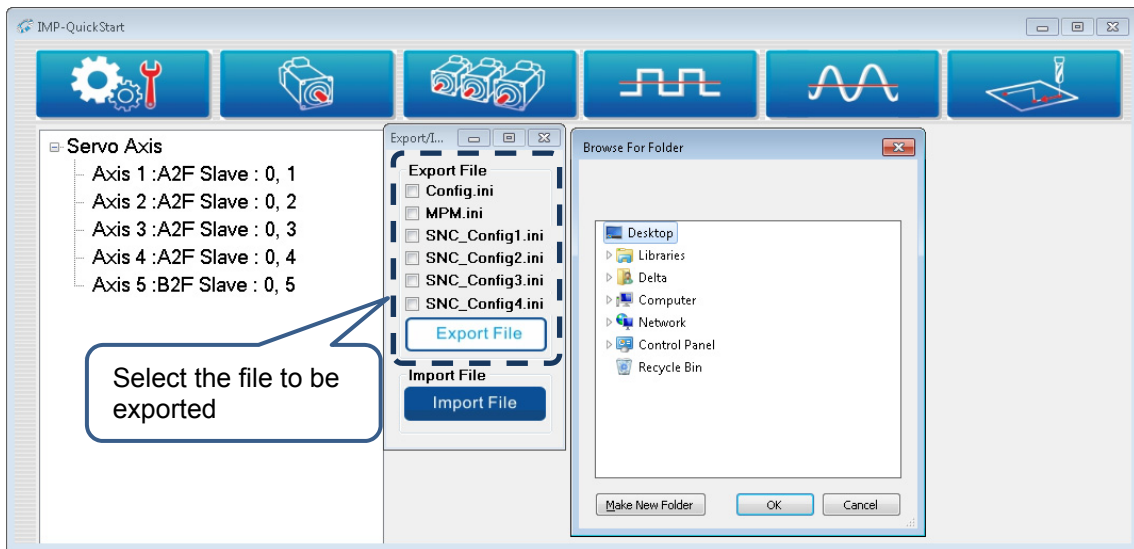 IMP-QuickStart
Servo Axis
Axis 1 :A2F Slave : 0, 1
Axis 2 :A2F Slave : 0, 2
Axis 3 :A2F Slave : 0, 3
Axis 4 :A2F Slave : 0, 4
Axis 5 :B2F Slave : 0, 5
Select the file to be
exported
Export/I...
Export File
Config.ini
MPM.ini
SNC_Config1.ini
SNC_Config2.ini
SNC_Config3.ini
SNC_Config4.ini
Export File
Import File
Import File
Browse For Folder
Desktop
Libraries
Delta
Computer
Network
Control Panel
Recycle Bin
Make New Folder
OK
Cancel